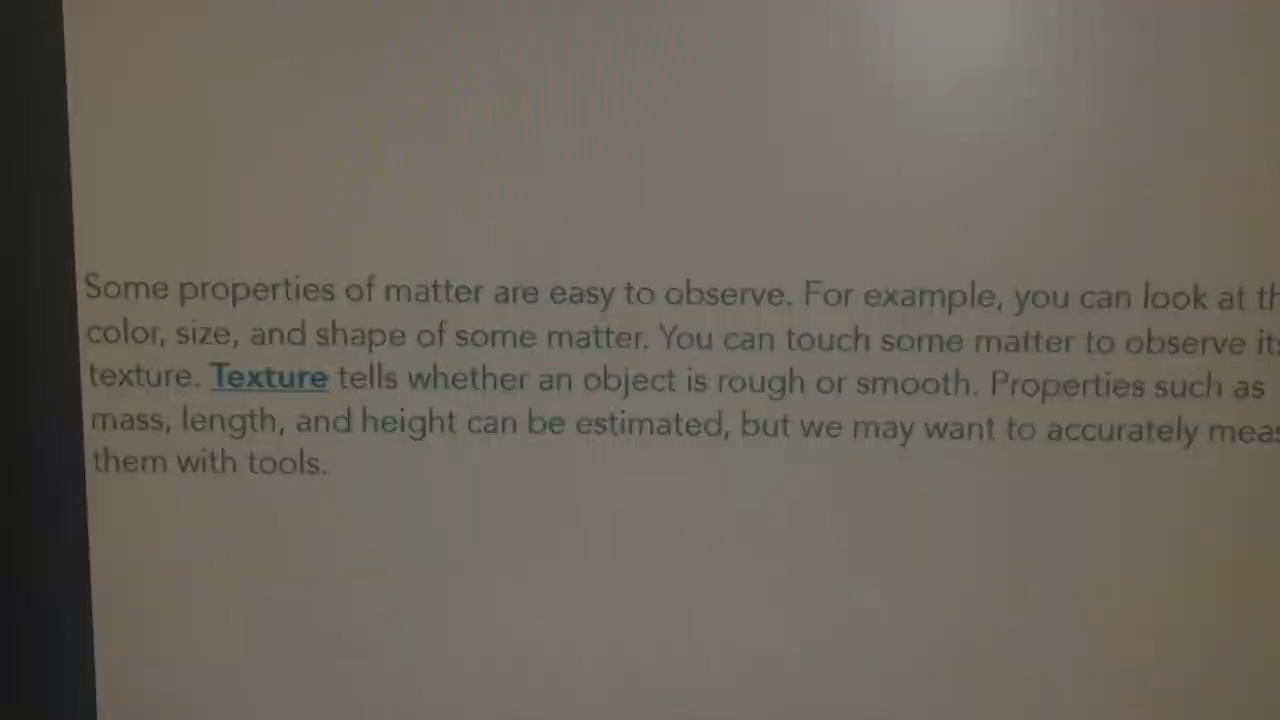 Some properties of matter are easy to observe. For example, you can look at
color, size, and shape of some matter. You can touch some matter to observe
texture. Texture tells whether an object is rough or smooth. Properties such as
mass, length, and height can be estimated, but we may want to accurately
them with tools.